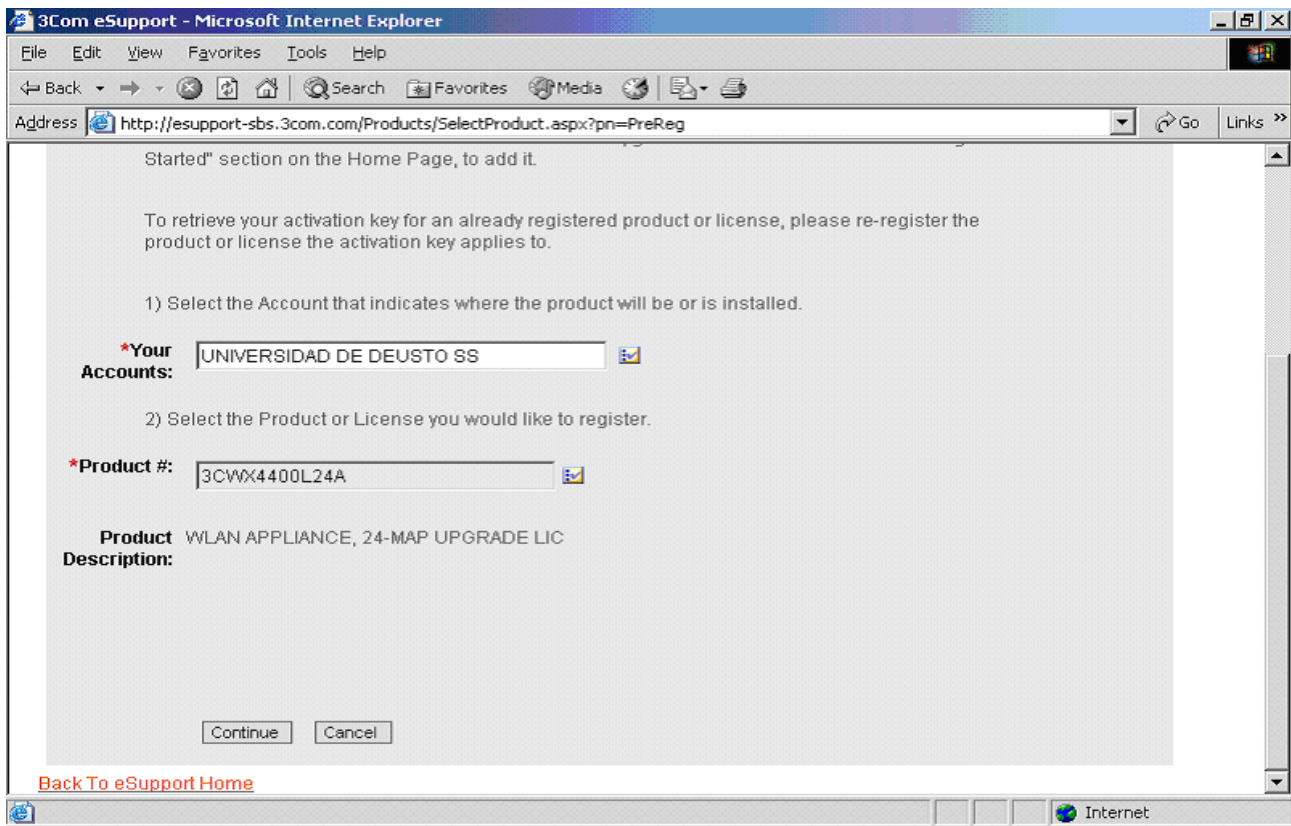 3Com eSupport - Microsoft Internet Explorer
File Edit View Favorites Tools Help
Back Search Favorites Media
Address http://esupport-sbs.3com.com/Products/SelectProduct.aspx?pn=PreReg Go Links »
Started" section on the Home Page, to add it.
To retrieve your activation key for an already registered product or license, please re-register the
product or license the activation key applies to.
1) Select the Account that indicates where the product will be or is installed.
*Your
Accounts:
UNIVERSIDAD DE DEUSTO SS
2) Select the Product or License you would like to register.
*Product #:
3CWX4400L24A
Product
Description:
WLAN APPLIANCE, 24-MAP UPGRADE LIC
Continue Cancel
Back To eSupport Home
Internet